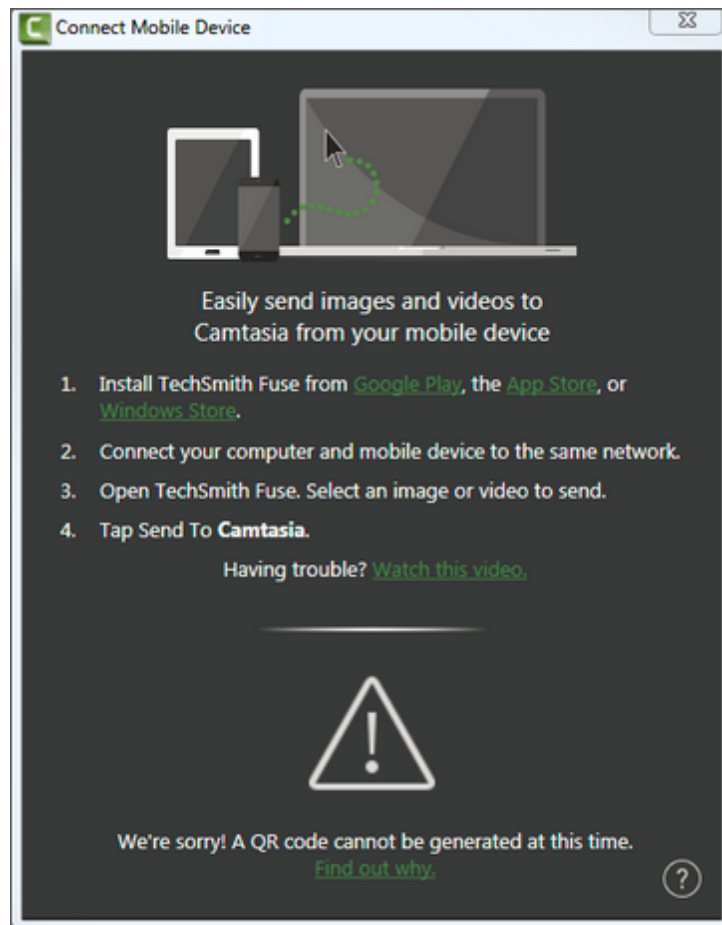 Connect Mobile Device
Easily send images and videos to
Camtasia from your mobile device
1. Install TechSmith Fuse from Google Play, the App Store, or
Windows Store.
2. Connect your computer and mobile device to the same network.
3. Open TechSmith Fuse. Select an image or video to send.
4. Tap Send To Camtasia.
Having trouble? Watch this video.
We're sorry! A QR code cannot be generated at this time.
Find out why.
?